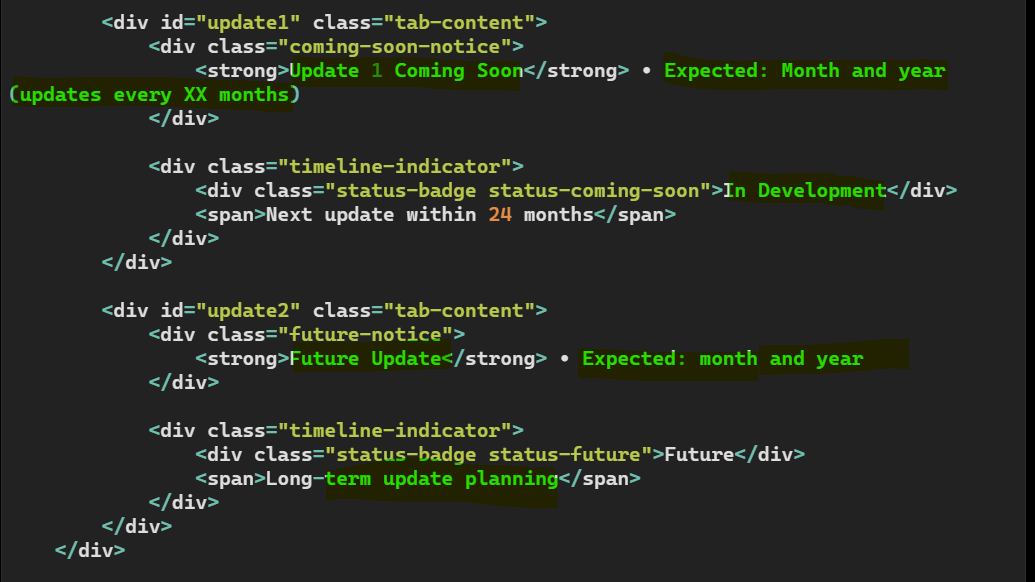 <div id="update1" class="tab-content">
<div class="coming-soon-notice">
<strong>Update 1 Coming Soon</strong> • Expected: Month and year
(updates every XX months)
</div>
<div class="timeline-indicator">
<div class="status-badge status-coming-soon">In Development</div>
<span>Next update within 24 months</span>
</div>
</div>
<div id="update2" class="tab-content">
<div class="future-notice">
<strong>Future Update</strong> • Expected: month and year
</div>
<div class="timeline-indicator">
<div class="status-badge status-future">Future</div>
<span>Long-term update planning</span>
</div>
</div>
</div>